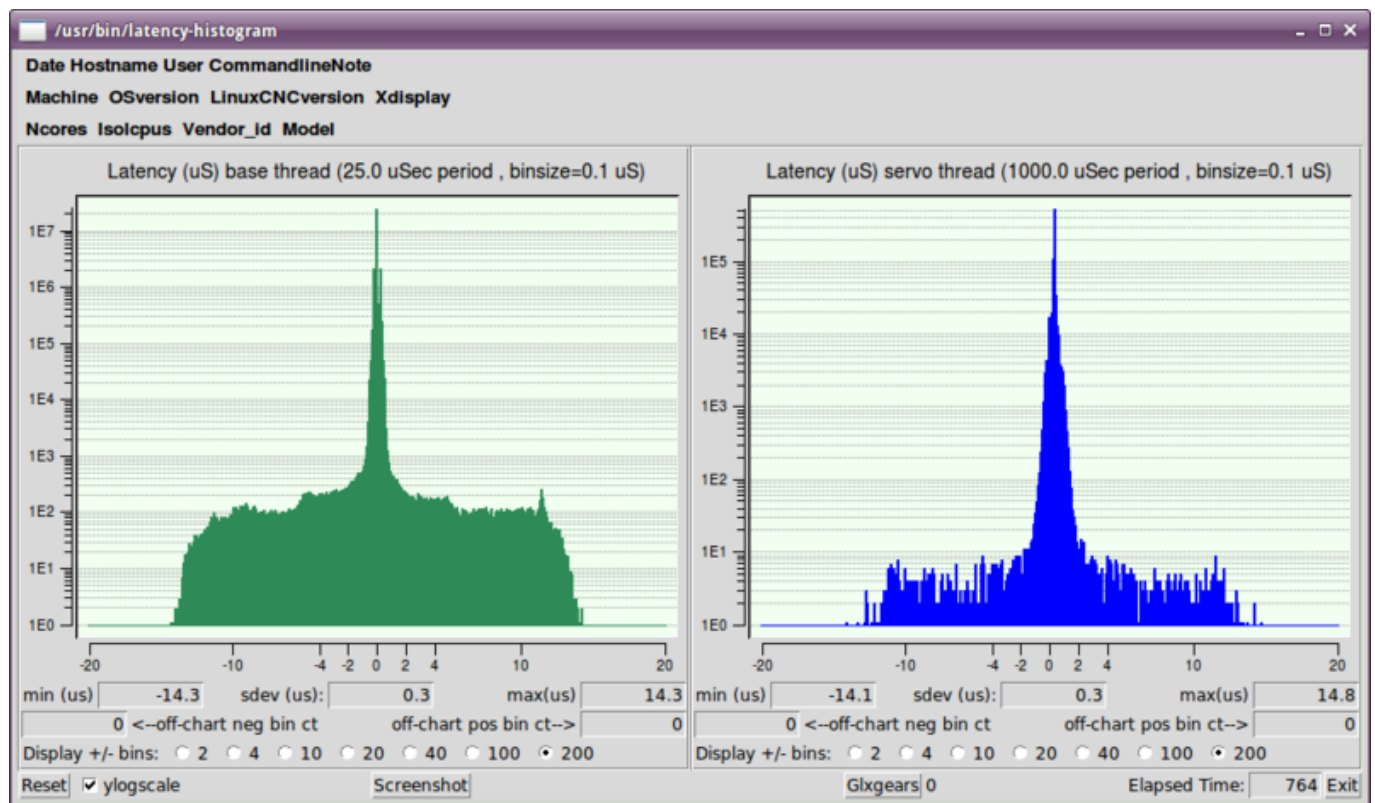 /usr/bin/latency-histogram
Date Hostname User CommandlineNote
Machine OSversion LinuxCNCversion Xdisplay
Ncores Isolcpus Vendor_id Model
Latency (uS) base thread (25.0 uSec period , binsize=0.1 uS)
1E7
1E6
1E5
1E4
1E3
1E2
1E1
1E0
-20 -10 -4 -2 0 2 4 10 20
min (us) -14.3 sdev (us): 0.3 max(us) 14.3
0 <--off-chart neg bin ct off-chart pos bin ct--> 0
Display +/- bins: 2 4 10 20 40 100 200
Latency (uS) servo thread (1000.0 uSec period , binsize=0.1 uS)
1E5
1E4
1E3
1E2
1E1
1E0
-20 -10 -4 -2 0 2 4 10 20
min (us) -14.1 sdev (us): 0.3 max(us) 14.8
0 <--off-chart neg bin ct off-chart pos bin ct--> 0
Display +/- bins: 2 4 10 20 40 100 200
Reset ylogscale Screenshot Glxgears 0 Elapsed Time: 764 Exit